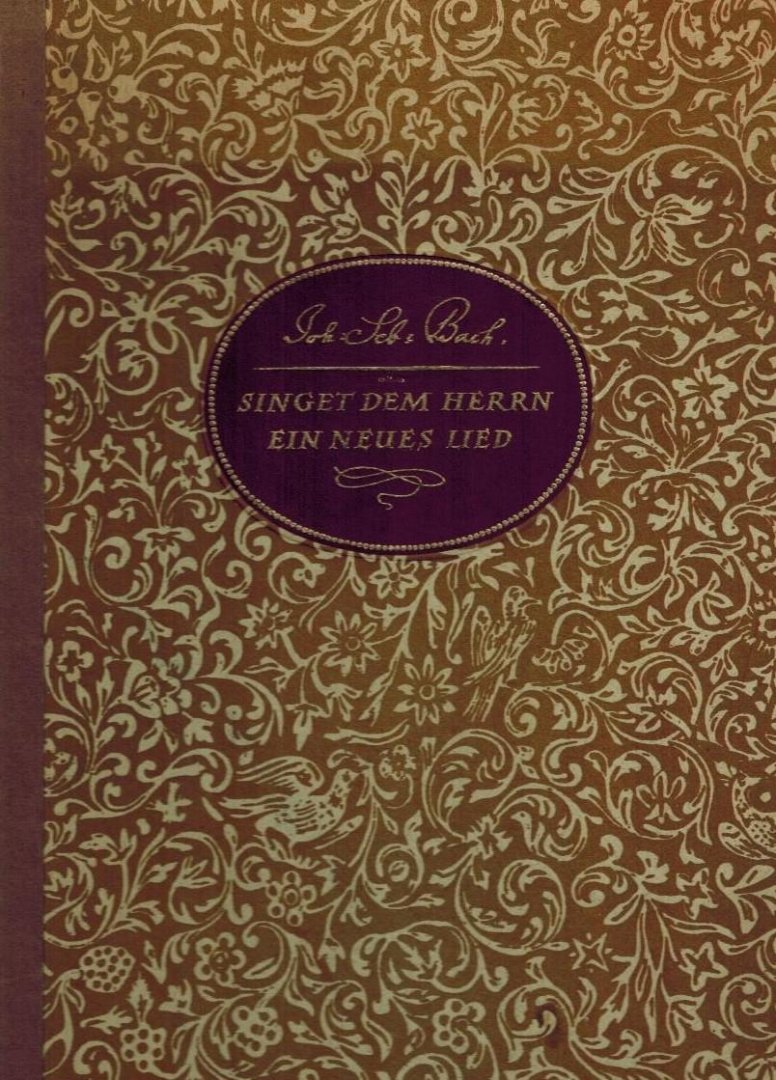 Joh. Seb. Bach.
SINGET DEM HERRN
EIN NEUES LIED